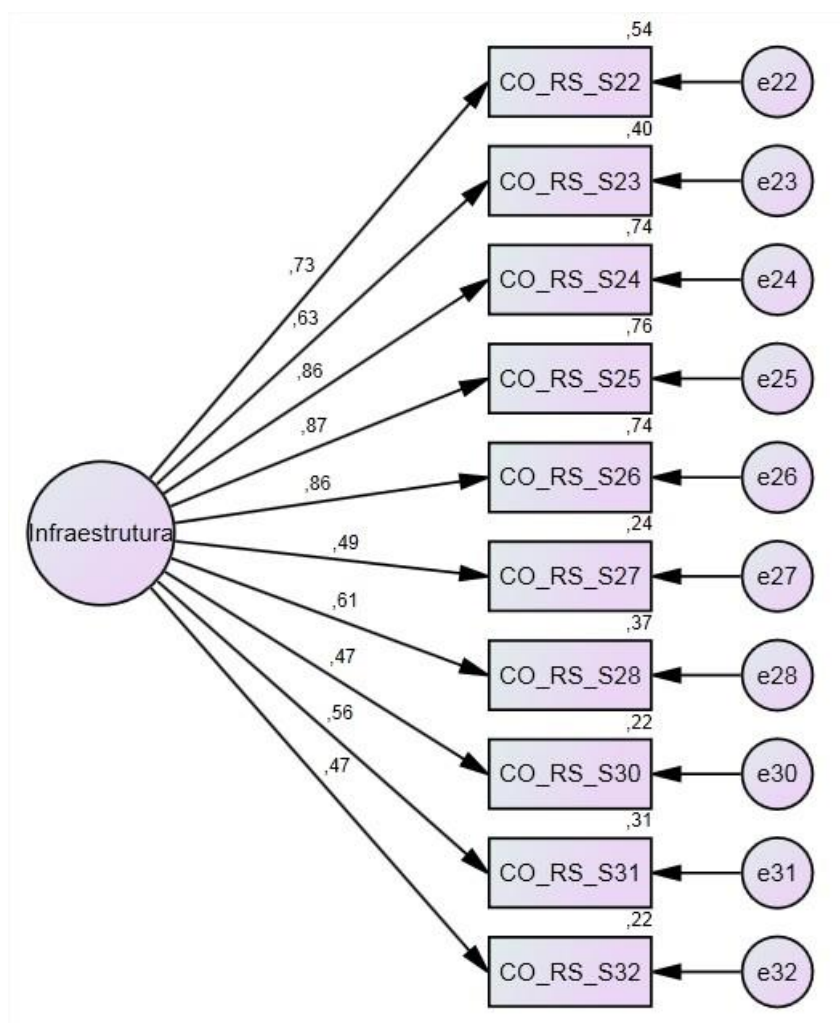 ,54
CO_RS_S22
e22
,40
CO_RS_S23
e23
,74
CO_RS_S24
e24
,76
CO_RS_S25
e25
,74
CO_RS_S26
e26
,24
CO_RS_S27
e27
,37
CO_RS_S28
e28
,22
CO_RS_S30
e30
,31
CO_RS_S31
e31
,22
CO_RS_S32
e32
,73
,63
,86
,87
,86
,49
,61
,47
,56
,47
Infraestrutura